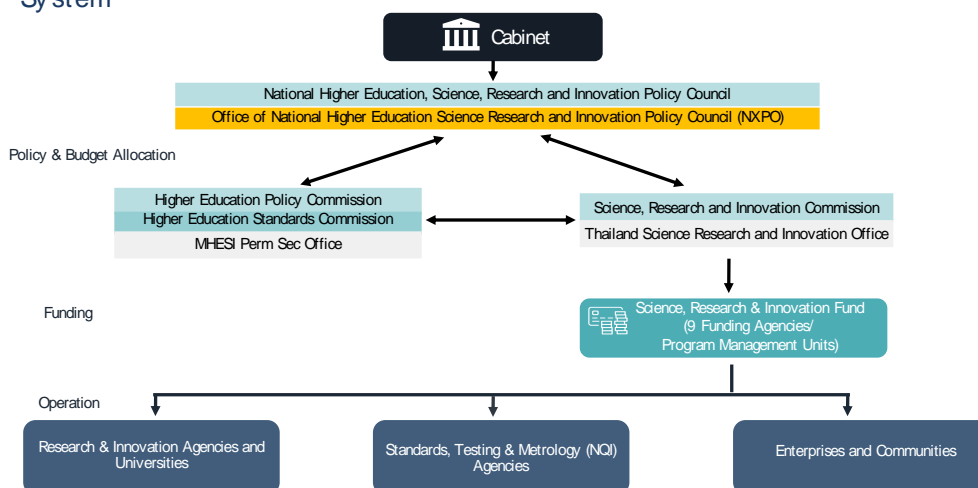 System
Cabinet
National Higher Education, Science, Research and Innovation Policy Council
Office of National Higher Education Science Research and Innovation Policy Council (NXPO)
Policy & Budget Allocation
Higher Education Policy Commission
Higher Education Standards Commission
MHESI Perm Sec Office
Science, Research and Innovation Commission
Thailand Science Research and Innovation Office
Funding
Science, Research & Innovation Fund
(9 Funding Agencies/
Program Management Units)
Operation
Research & Innovation Agencies and
Universities
Standards, Testing & Metrology (NQI)
Agencies
Enterprises and Communities